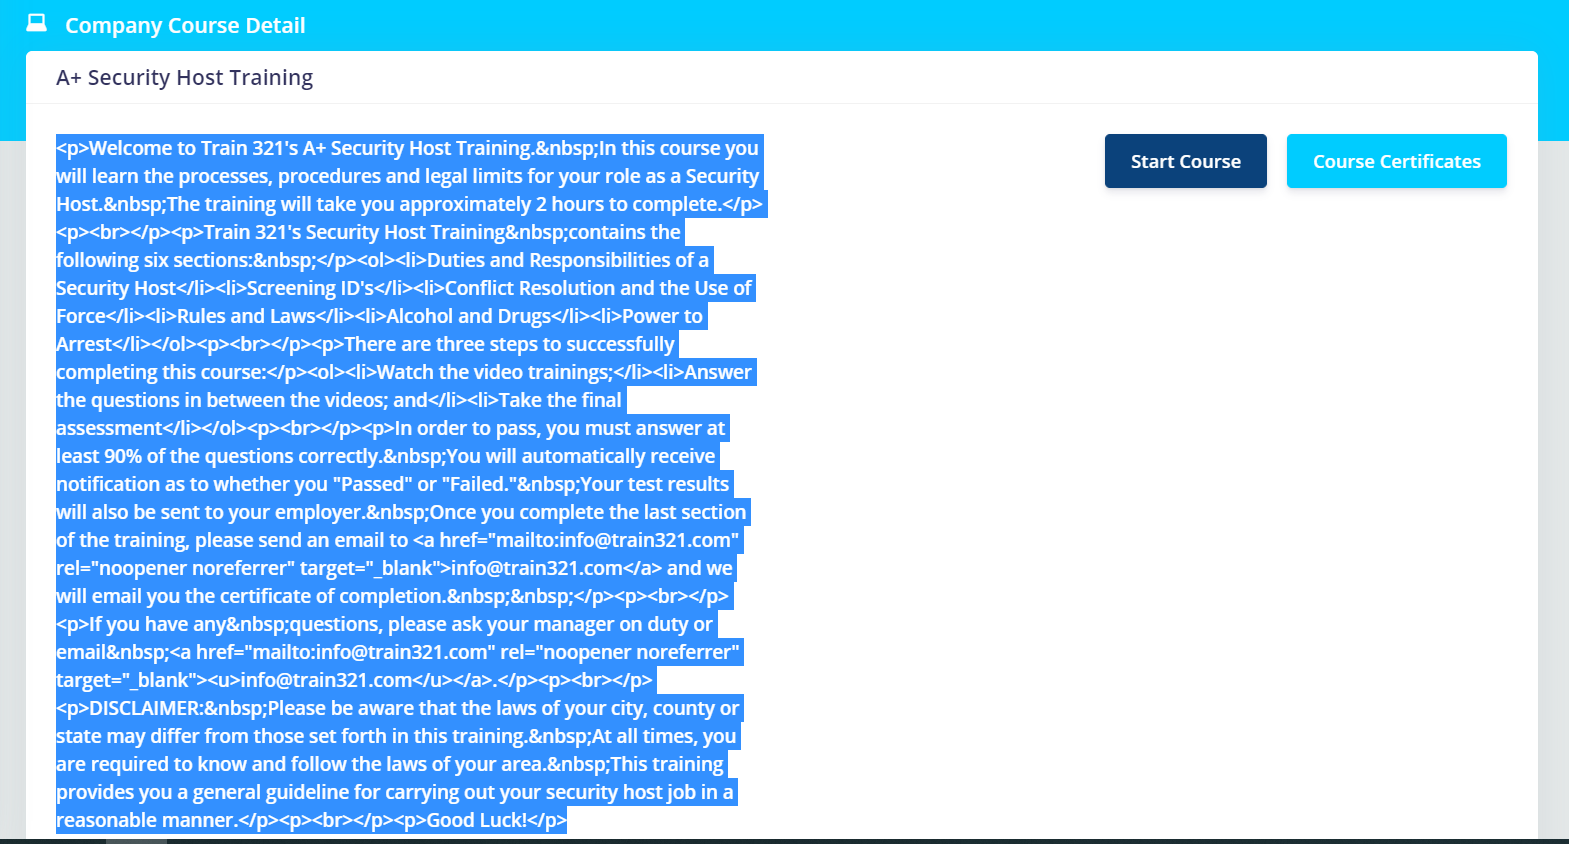 Company Course Detail
A+ Security Host Training
<p>Welcome to Train 321's A+ Security Host Training.&nbsp;In this course you
will learn the processes, procedures and legal limits for your role as a Security
Host.&nbsp;The training will take you approximately 2 hours to complete.</p>
<p><br></p><p>Train 321's Security Host Training&nbsp;contains the
following six sections:&nbsp;</p><ol><li>Duties and Responsibilities of a
Security Host</li><li>Screening ID's</li><li>Conflict Resolution and the Use of
Force</li><li>Rules and Laws</li><li>Alcohol and Drugs</li><li>Power to
Arrest</li></ol><p><br></p><p>There are three steps to successfully
completing this course:</p><ol><li>Watch the video trainings;</li><li>Answer
the questions in between the videos; and</li><li>Take the final
assessment</li></ol><p><br></p><p>In order to pass, you must answer at
least 90% of the questions correctly.&nbsp;You will automatically receive
notification as to whether you "Passed" or "Failed."&nbsp;Your test results
will also be sent to your employer.&nbsp;Once you complete the last section
of the training, please send an email to <a href="mailto:info@train321.com"
rel="noopener noreferrer" target="_blank">info@train321.com</a> and we
will email you the certificate of completion.&nbsp;&nbsp;</p><p><br></p>
<p>If you have any&nbsp;questions, please ask your manager on duty or
email&nbsp;<a href="mailto:info@train321.com" rel="noopener noreferrer"
target="_blank"><u>info@train321.com</u></a>.</p><p><br></p>
<p>DISCLAIMER:&nbsp;Please be aware that the laws of your city, county or
state may differ from those set forth in this training.&nbsp;At all times, you
are required to know and follow the laws of your area.&nbsp;This training
provides you a general guideline for carrying out your security host job in a
reasonable manner.</p><p><br></p><p>Good Luck!</p>
Start Course
Course Certificates